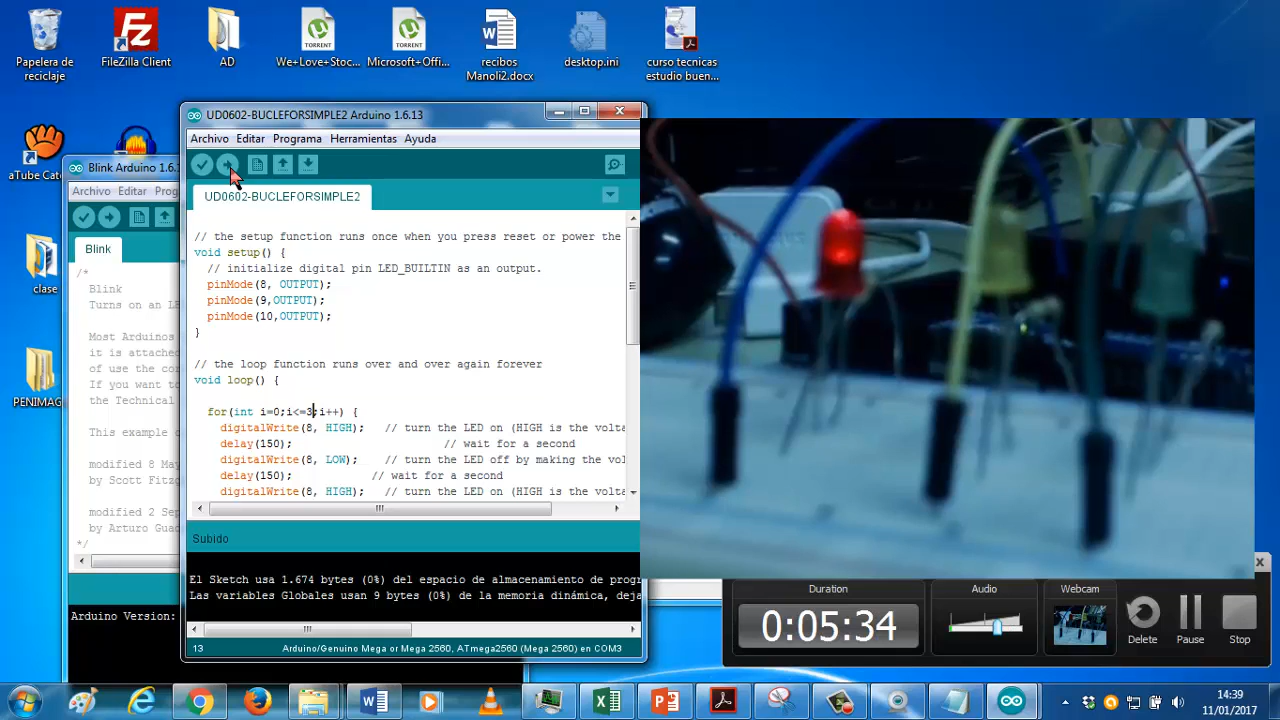 Papelera de
reciclaje
FileZilla Client
AD
TORRENT
We+Love+Stoc...
TORRENT
Microsoft+Offi...
recibos
Manoli2.docx
desktop.ini
curso tecnicas
estudio buen...
aTube Cat
clase
PENIMAG
Blink Arduino 1.6.1
Archivo Editar Prog
Blink
/*
Blink
Turns on an LE
Most Arduinos
it is attached
of use the cor
If you want to
the Technical
This example c
modified 8 May
by Scott Fitzg
modified 2 Sep
by Arturo Guad
*/
Arduino Version:
UD0602-BUCLEFORSIMPLE2 Arduino 1.6.13
Archivo Editar Programa Herramientas Ayuda
UD0602-BUCLEFORSIMPLE2
// the setup function runs once when you press reset or power the
void setup() {
// initialize digital pin LED_BUILTIN as an output.
pinMode(8, OUTPUT);
pinMode(9,OUTPUT);
pinMode(10,OUTPUT);
}
// the loop function runs over and over again forever
void loop() {
for(int i=0;i<=3;i++) {
digitalWrite(8, HIGH); // turn the LED on (HIGH is the volta
delay(150); // wait for a second
digitalWrite(8, LOW); // turn the LED off by making the vol
delay(150); // wait for a second
digitalWrite(8, HIGH); // turn the LED on (HIGH is the volta
Subido
El Sketch usa 1.674 bytes (0%) del espacio de almacenamiento de progr
Las variables Globales usan 9 bytes (0%) de la memoria dinámica, deja
13
Arduino/Genuino Mega or Mega 2560, ATmega2560 (Mega 2560) en COM3
Duration
0:05:34
Audio
Webcam
Delete
Pause
Stop
14:39
11/01/2017